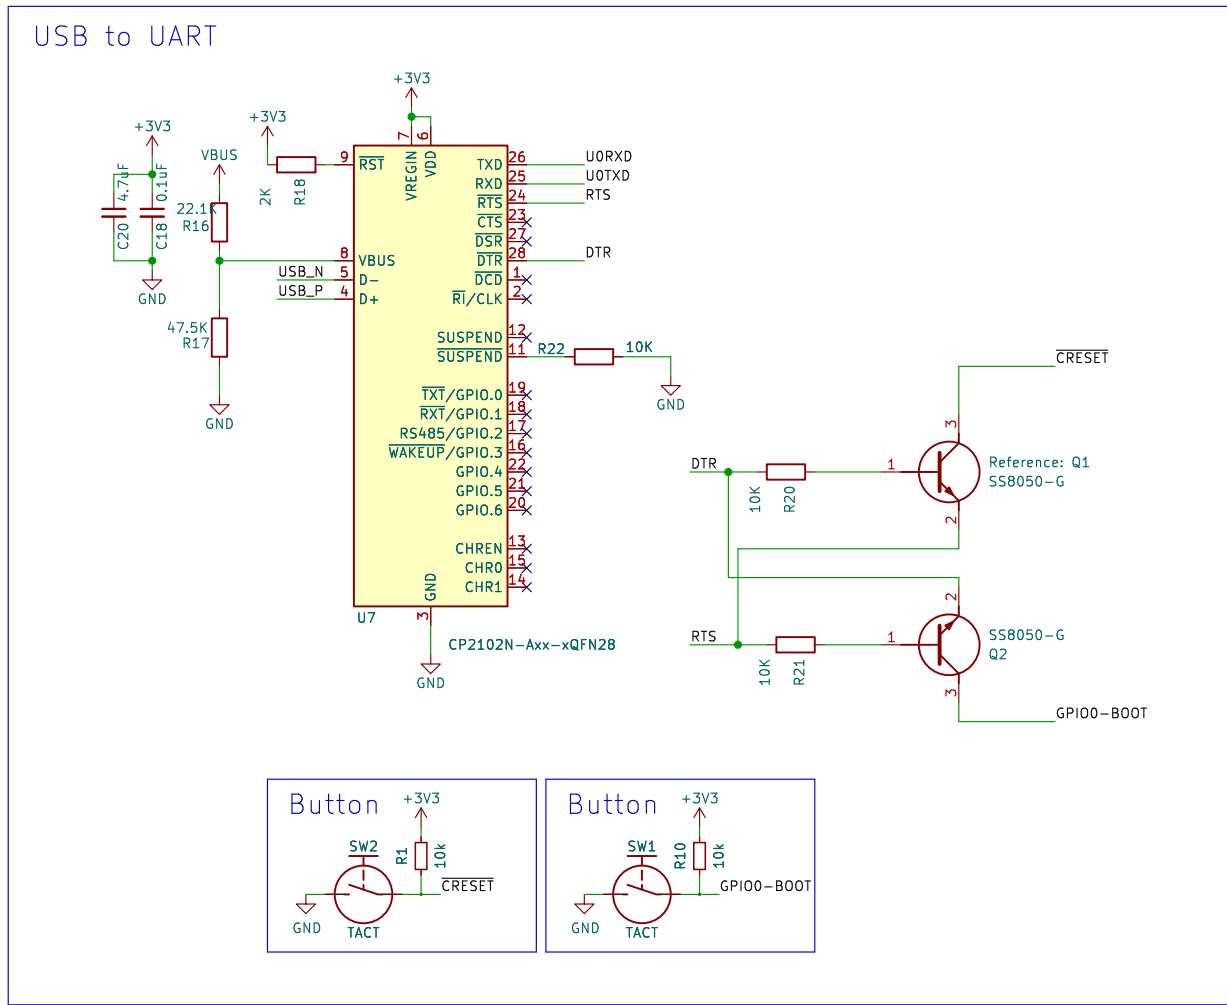 USB to UART
+3V3
+3V3
+3V3
VBUS
4.7uF
0.1uF
C20
C18
GND
22.1K
R16
47.5K
R17
GND
2K
R18
USB_N
USB_P
9
8
5
4
7
6
3
RST
VBUS
D-
D+
VREGIN
VDD
GND
TXD 26 U0RXD
RXD 25 U0TXD
RTS 24 RTS
CTS 23
DSR 27
DTR 28 DTR
DCD 1
RI/CLK 2
SUSPEND 12
SUSPEND 11 R22 10K
GND
TXT/GPIO.0 19
RXT/GPIO.1 18
RS485/GPIO.2 17
WAKEUP/GPIO.3 16
GPIO.4 22
GPIO.5 21
GPIO.6 20
CHREN 13
CHR0 15
CHR1 14
U7
CP2102N-Axx-xQFN28
GND
CRESET
DTR
10K
R20
1
3
2
Reference: Q1
SS8050-G
RTS
10K
R21
1
2
3
SS8050-G
Q2
GPIO0-BOOT
Button
+3V3
SW2
R1
10k
CRESET
GND
TACT
Button
+3V3
SW1
R10
10k
GPIO0-BOOT
GND
TACT